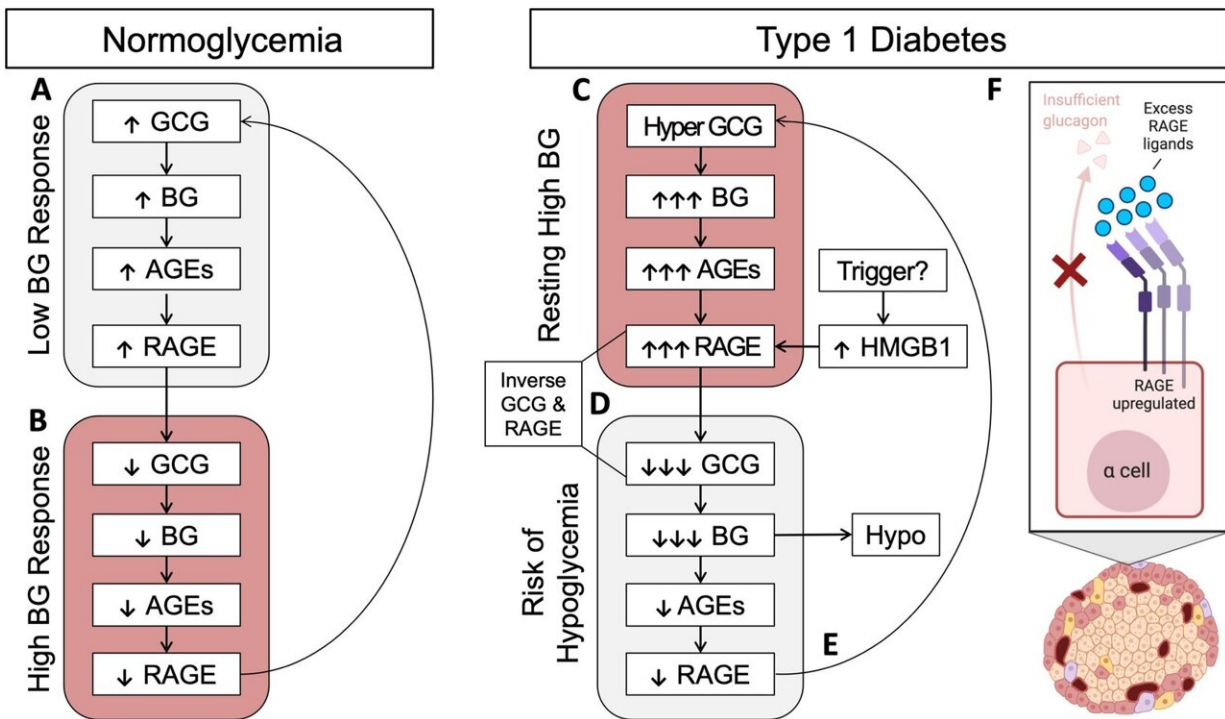 Normoglycemia
A
Low BG Response
↑ GCG
↑ BG
↑ AGEs
↑ RAGE
B
High BG Response
↓ GCG
↓ BG
↓ AGEs
↓ RAGE
Type 1 Diabetes
C
Resting High BG
Hyper GCG
↑↑↑ BG
↑↑↑ AGEs
↑↑↑ RAGE
Trigger?
↑ HMGB1
Inverse
GCG &
RAGE
D
Risk of
Hypoglycemia
↓↓↓ GCG
↓↓↓ BG
Hypo
↓ AGEs
↓ RAGE
E
F
Insufficient
glucagon
Excess
RAGE
ligands
RAGE
upregulated
α cell